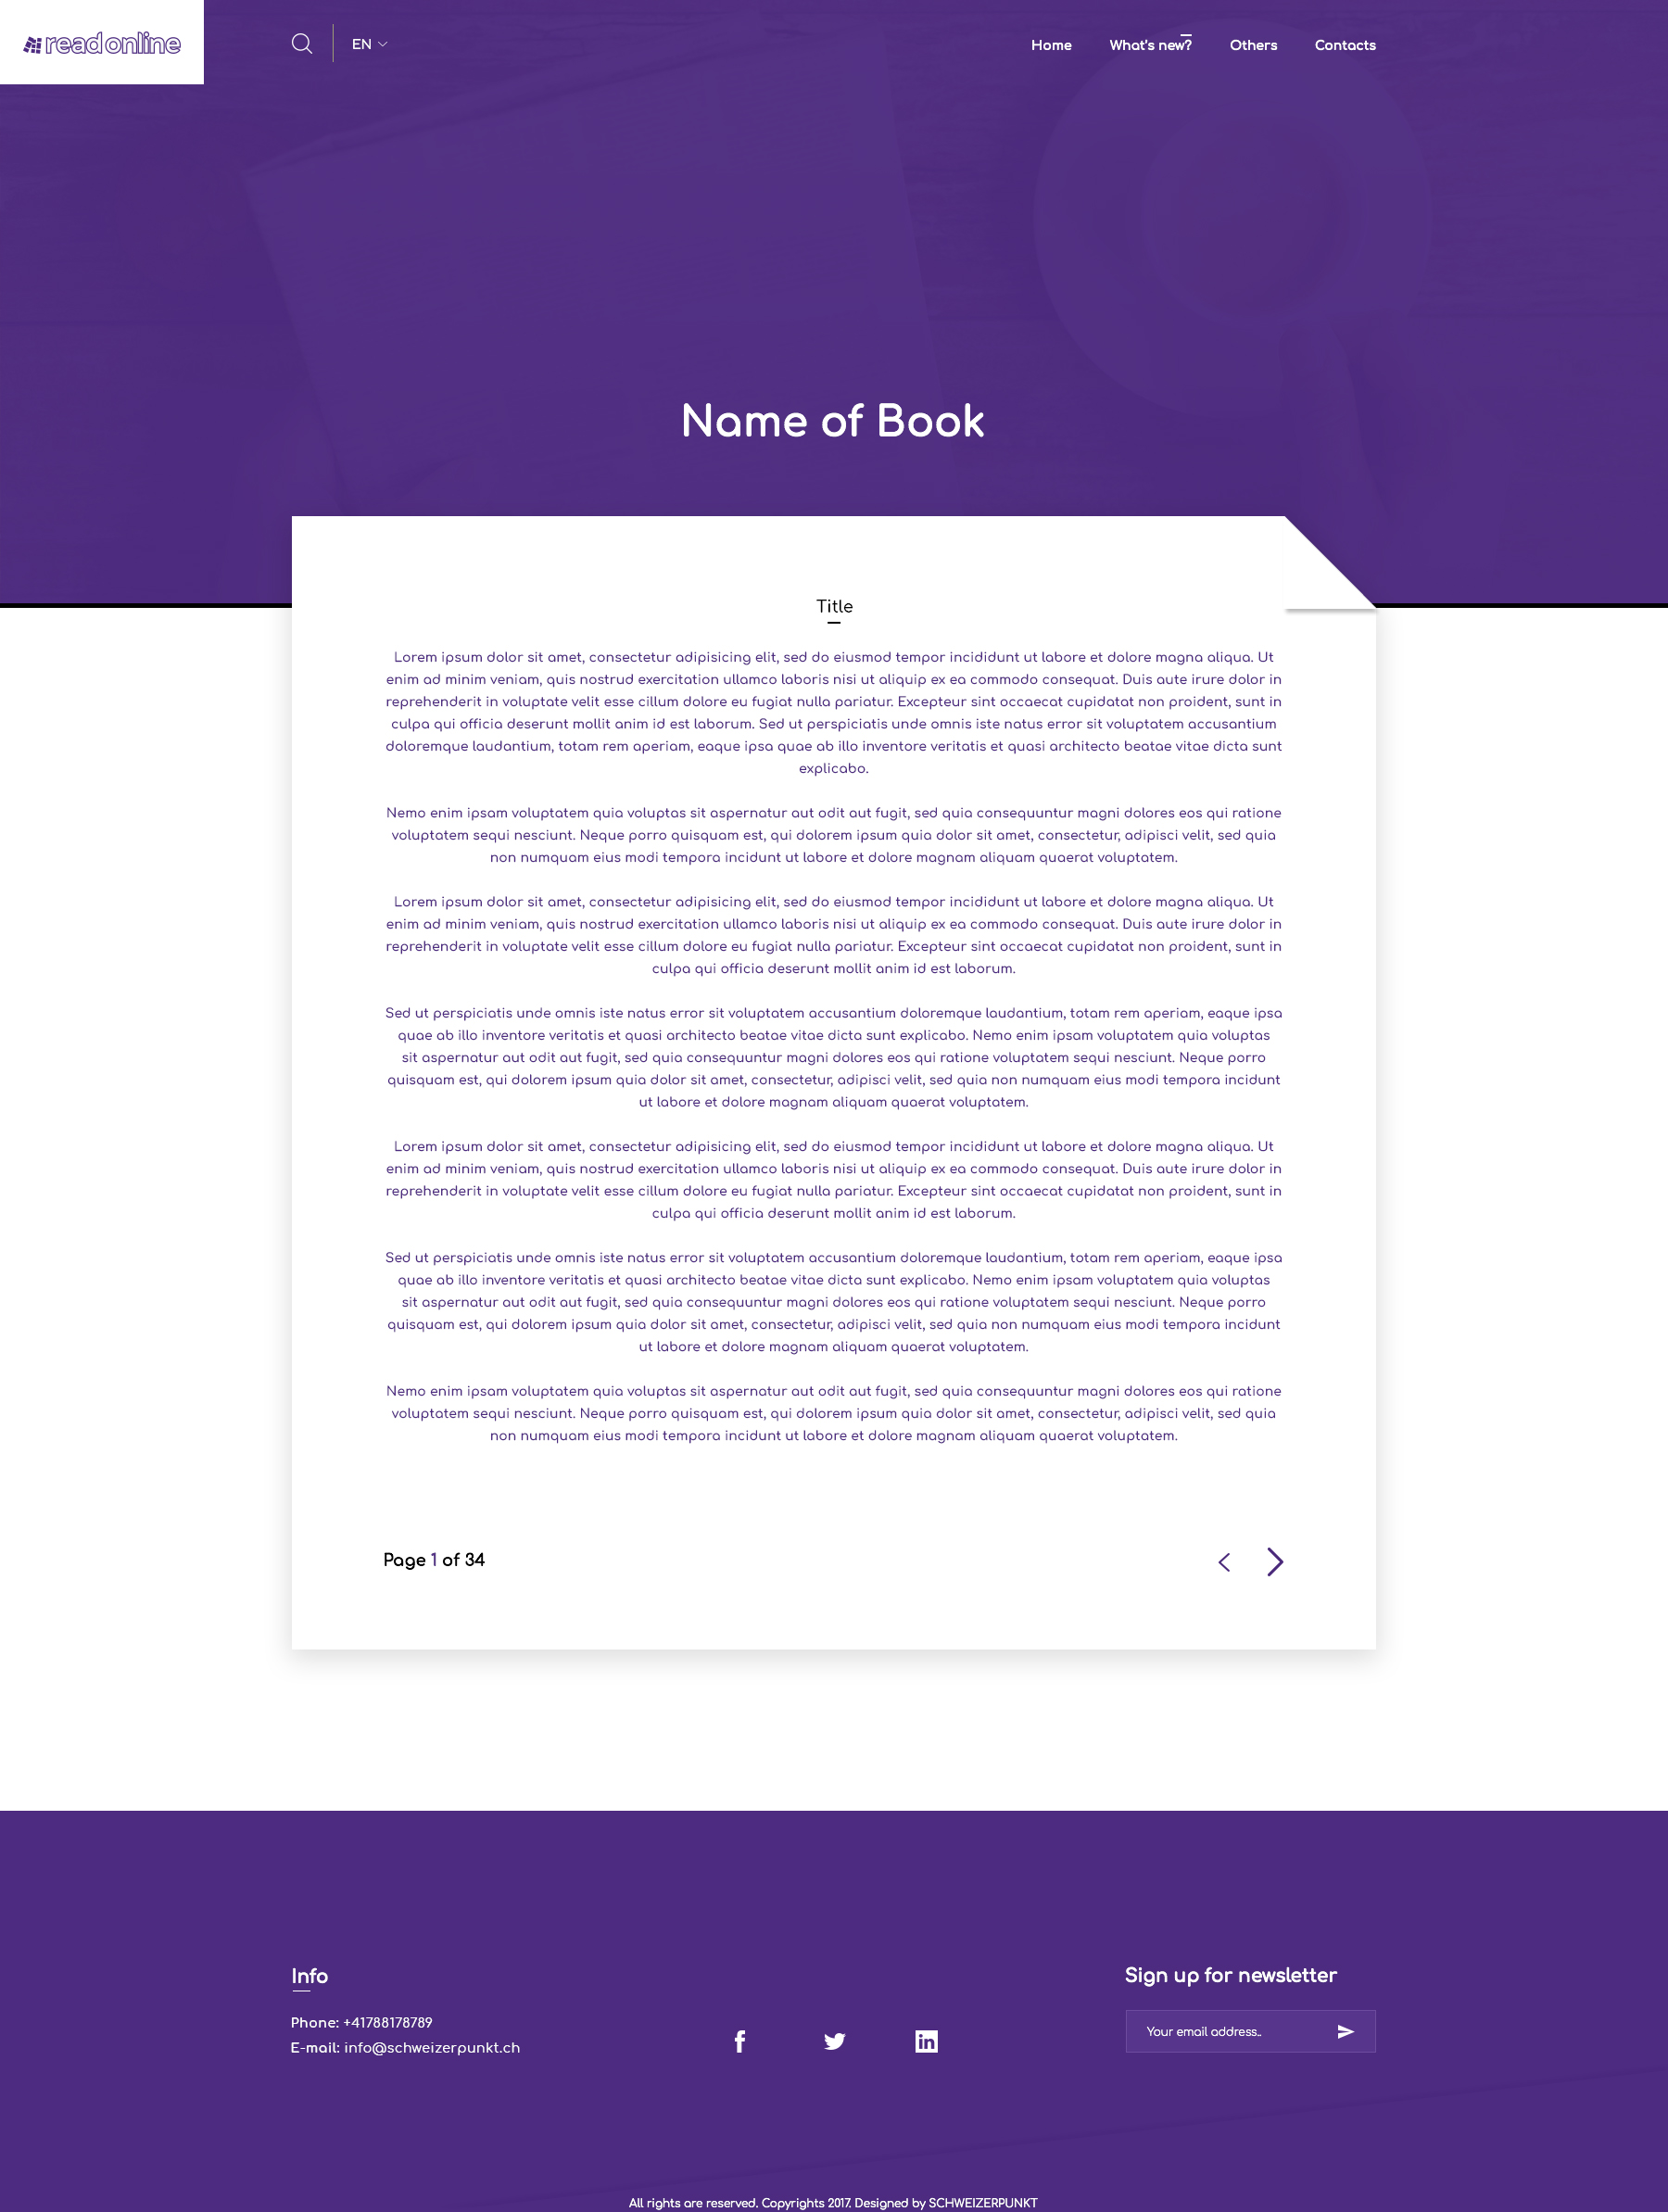 read online
EN
Home What's new? Others Contacts
Name of Book
Title
Lorem ipsum dolor sit amet, consectetur adipisicing elit, sed do eiusmod tempor incididunt ut labore et dolore magna aliqua. Ut
enim ad minim veniam, quis nostrud exercitation ullamco laboris nisi ut aliquip ex ea commodo consequat. Duis aute irure dolor in
reprehenderit in voluptate velit esse cillum dolore eu fugiat nulla pariatur. Excepteur sint occaecat cupidatat non proident, sunt in
culpa qui officia deserunt mollit anim id est laborum. Sed ut perspiciatis unde omnis iste natus error sit voluptatem accusantium
doloremque laudantium, totam rem aperiam, eaque ipsa quae ab illo inventore veritatis et quasi architecto beatae vitae dicta sunt
explicabo.
Nemo enim ipsam voluptatem quia voluptas sit aspernatur aut odit aut fugit, sed quia consequuntur magni dolores eos qui ratione
voluptatem sequi nesciunt. Neque porro quisquam est, qui dolorem ipsum quia dolor sit amet, consectetur, adipisci velit, sed quia
non numquam eius modi tempora incidunt ut labore et dolore magnam aliquam quaerat voluptatem.
Lorem ipsum dolor sit amet, consectetur adipisicing elit, sed do eiusmod tempor incididunt ut labore et dolore magna aliqua. Ut
enim ad minim veniam, quis nostrud exercitation ullamco laboris nisi ut aliquip ex ea commodo consequat. Duis aute irure dolor in
reprehenderit in voluptate velit esse cillum dolore eu fugiat nulla pariatur. Excepteur sint occaecat cupidatat non proident, sunt in
culpa qui officia deserunt mollit anim id est laborum.
Sed ut perspiciatis unde omnis iste natus error sit voluptatem accusantium doloremque laudantium, totam rem aperiam, eaque ipsa
quae ab illo inventore veritatis et quasi architecto beatae vitae dicta sunt explicabo. Nemo enim ipsam voluptatem quia voluptas
sit aspernatur aut odit aut fugit, sed quia consequuntur magni dolores eos qui ratione voluptatem sequi nesciunt. Neque porro
quisquam est, qui dolorem ipsum quia dolor sit amet, consectetur, adipisci velit, sed quia non numquam eius modi tempora incidunt
ut labore et dolore magnam aliquam quaerat voluptatem.
Lorem ipsum dolor sit amet, consectetur adipisicing elit, sed do eiusmod tempor incididunt ut labore et dolore magna aliqua. Ut
enim ad minim veniam, quis nostrud exercitation ullamco laboris nisi ut aliquip ex ea commodo consequat. Duis aute irure dolor in
reprehenderit in voluptate velit esse cillum dolore eu fugiat nulla pariatur. Excepteur sint occaecat cupidatat non proident, sunt in
culpa qui officia deserunt mollit anim id est laborum.
Sed ut perspiciatis unde omnis iste natus error sit voluptatem accusantium doloremque laudantium, totam rem aperiam, eaque ipsa
quae ab illo inventore veritatis et quasi architecto beatae vitae dicta sunt explicabo. Nemo enim ipsam voluptatem quia voluptas
sit aspernatur aut odit aut fugit, sed quia consequuntur magni dolores eos qui ratione voluptatem sequi nesciunt. Neque porro
quisquam est, qui dolorem ipsum quia dolor sit amet, consectetur, adipisci velit, sed quia non numquam eius modi tempora incidunt
ut labore et dolore magnam aliquam quaerat voluptatem.
Nemo enim ipsam voluptatem quia voluptas sit aspernatur aut odit aut fugit, sed quia consequuntur magni dolores eos qui ratione
voluptatem sequi nesciunt. Neque porro quisquam est, qui dolorem ipsum quia dolor sit amet, consectetur, adipisci velit, sed quia
non numquam eius modi tempora incidunt ut labore et dolore magnam aliquam quaerat voluptatem.
Page 1 of 34
Info
Phone: +41788178789
E-mail: info@schweizerpunkt.ch
Sign up for newsletter
Your email address..
All rights are reserved. Copyrights 2017. Designed by SCHWEIZERPUNKT